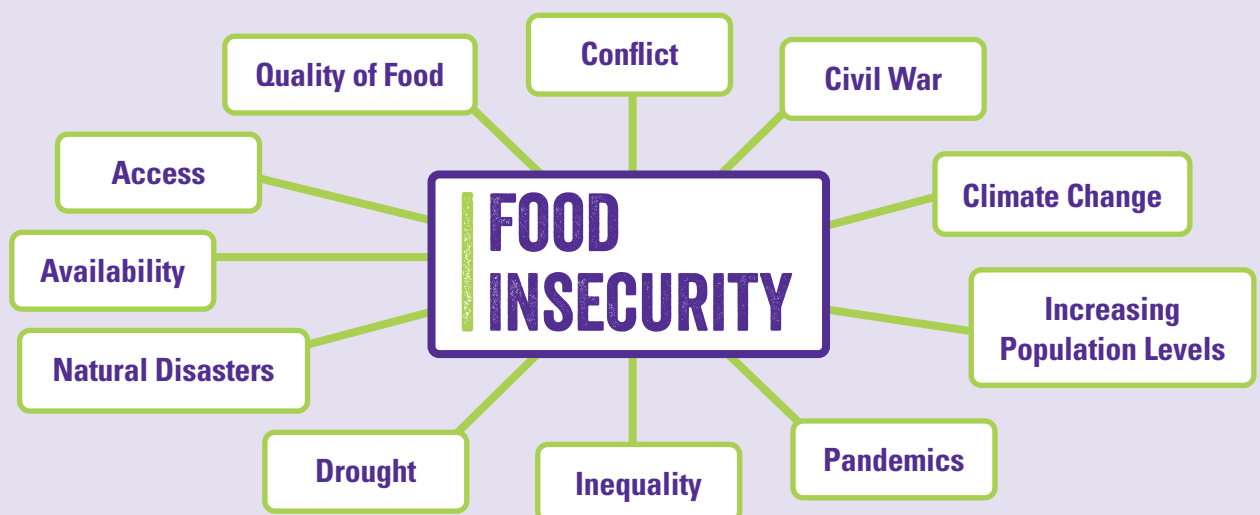 Conflict
Civil War
Quality of Food
Access
Climate Change
FOOD
INSECURITY
Availability
Increasing
Population Levels
Natural Disasters
Drought
Inequality
Pandemics